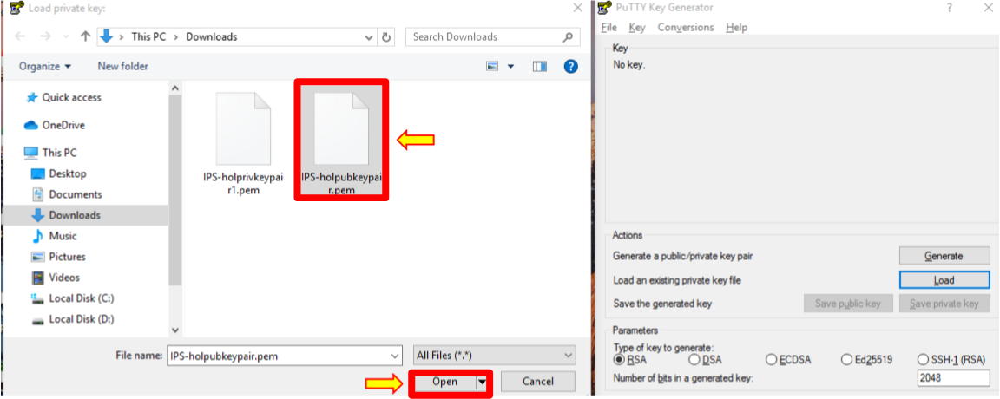 Load private key:
This PC
Downloads
Search Downloads
Organize
New folder
Quick access
OneDrive
This PC
Desktop
Documents
Downloads
Music
Pictures
Videos
Local Disk (C:)
Local Disk (D:)
IPS-holprivkeypai
r1.pem
IPS-holpubkeypai
r.pem
File name:
IPS-holpubkeypair.pem
All Files (*.*)
Open
Cancel
PuTTY Key Generator
?
File Key Conversions Help
Key
No key.
Actions
Generate a public/private key pair
Generate
Load an existing private key file
Load
Save the generated key
Save public key
Save private key
Parameters
Type of key to generate:
RSA DSA ECDSA Ed25519 SSH-1 (RSA)
Number of bits in a generated key:
2048